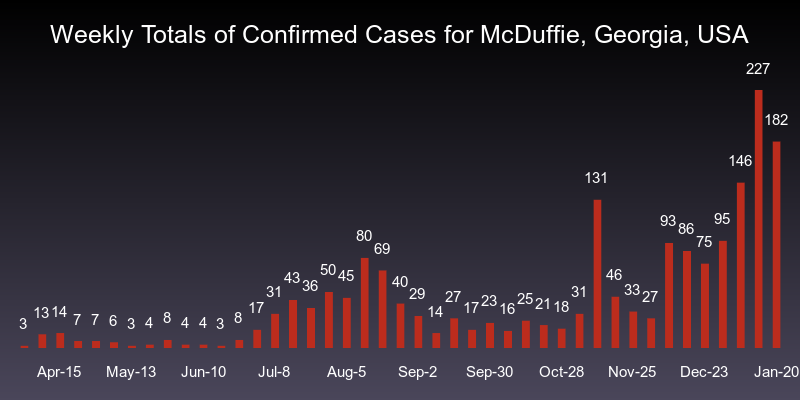 Weekly Totals of Confirmed Cases for McDuffie, Georgia, USA
3 13 14 7 7 6 3 4 8 4 4 3 8 17 31 43 36 50 45 80 69 40 29 14 27 17 23 16 25 21 18 31 131 46 33 27 93 86 75 95 146 227 182
Apr-15 May-13 Jun-10 Jul-8 Aug-5 Sep-2 Sep-30 Oct-28 Nov-25 Dec-23 Jan-20